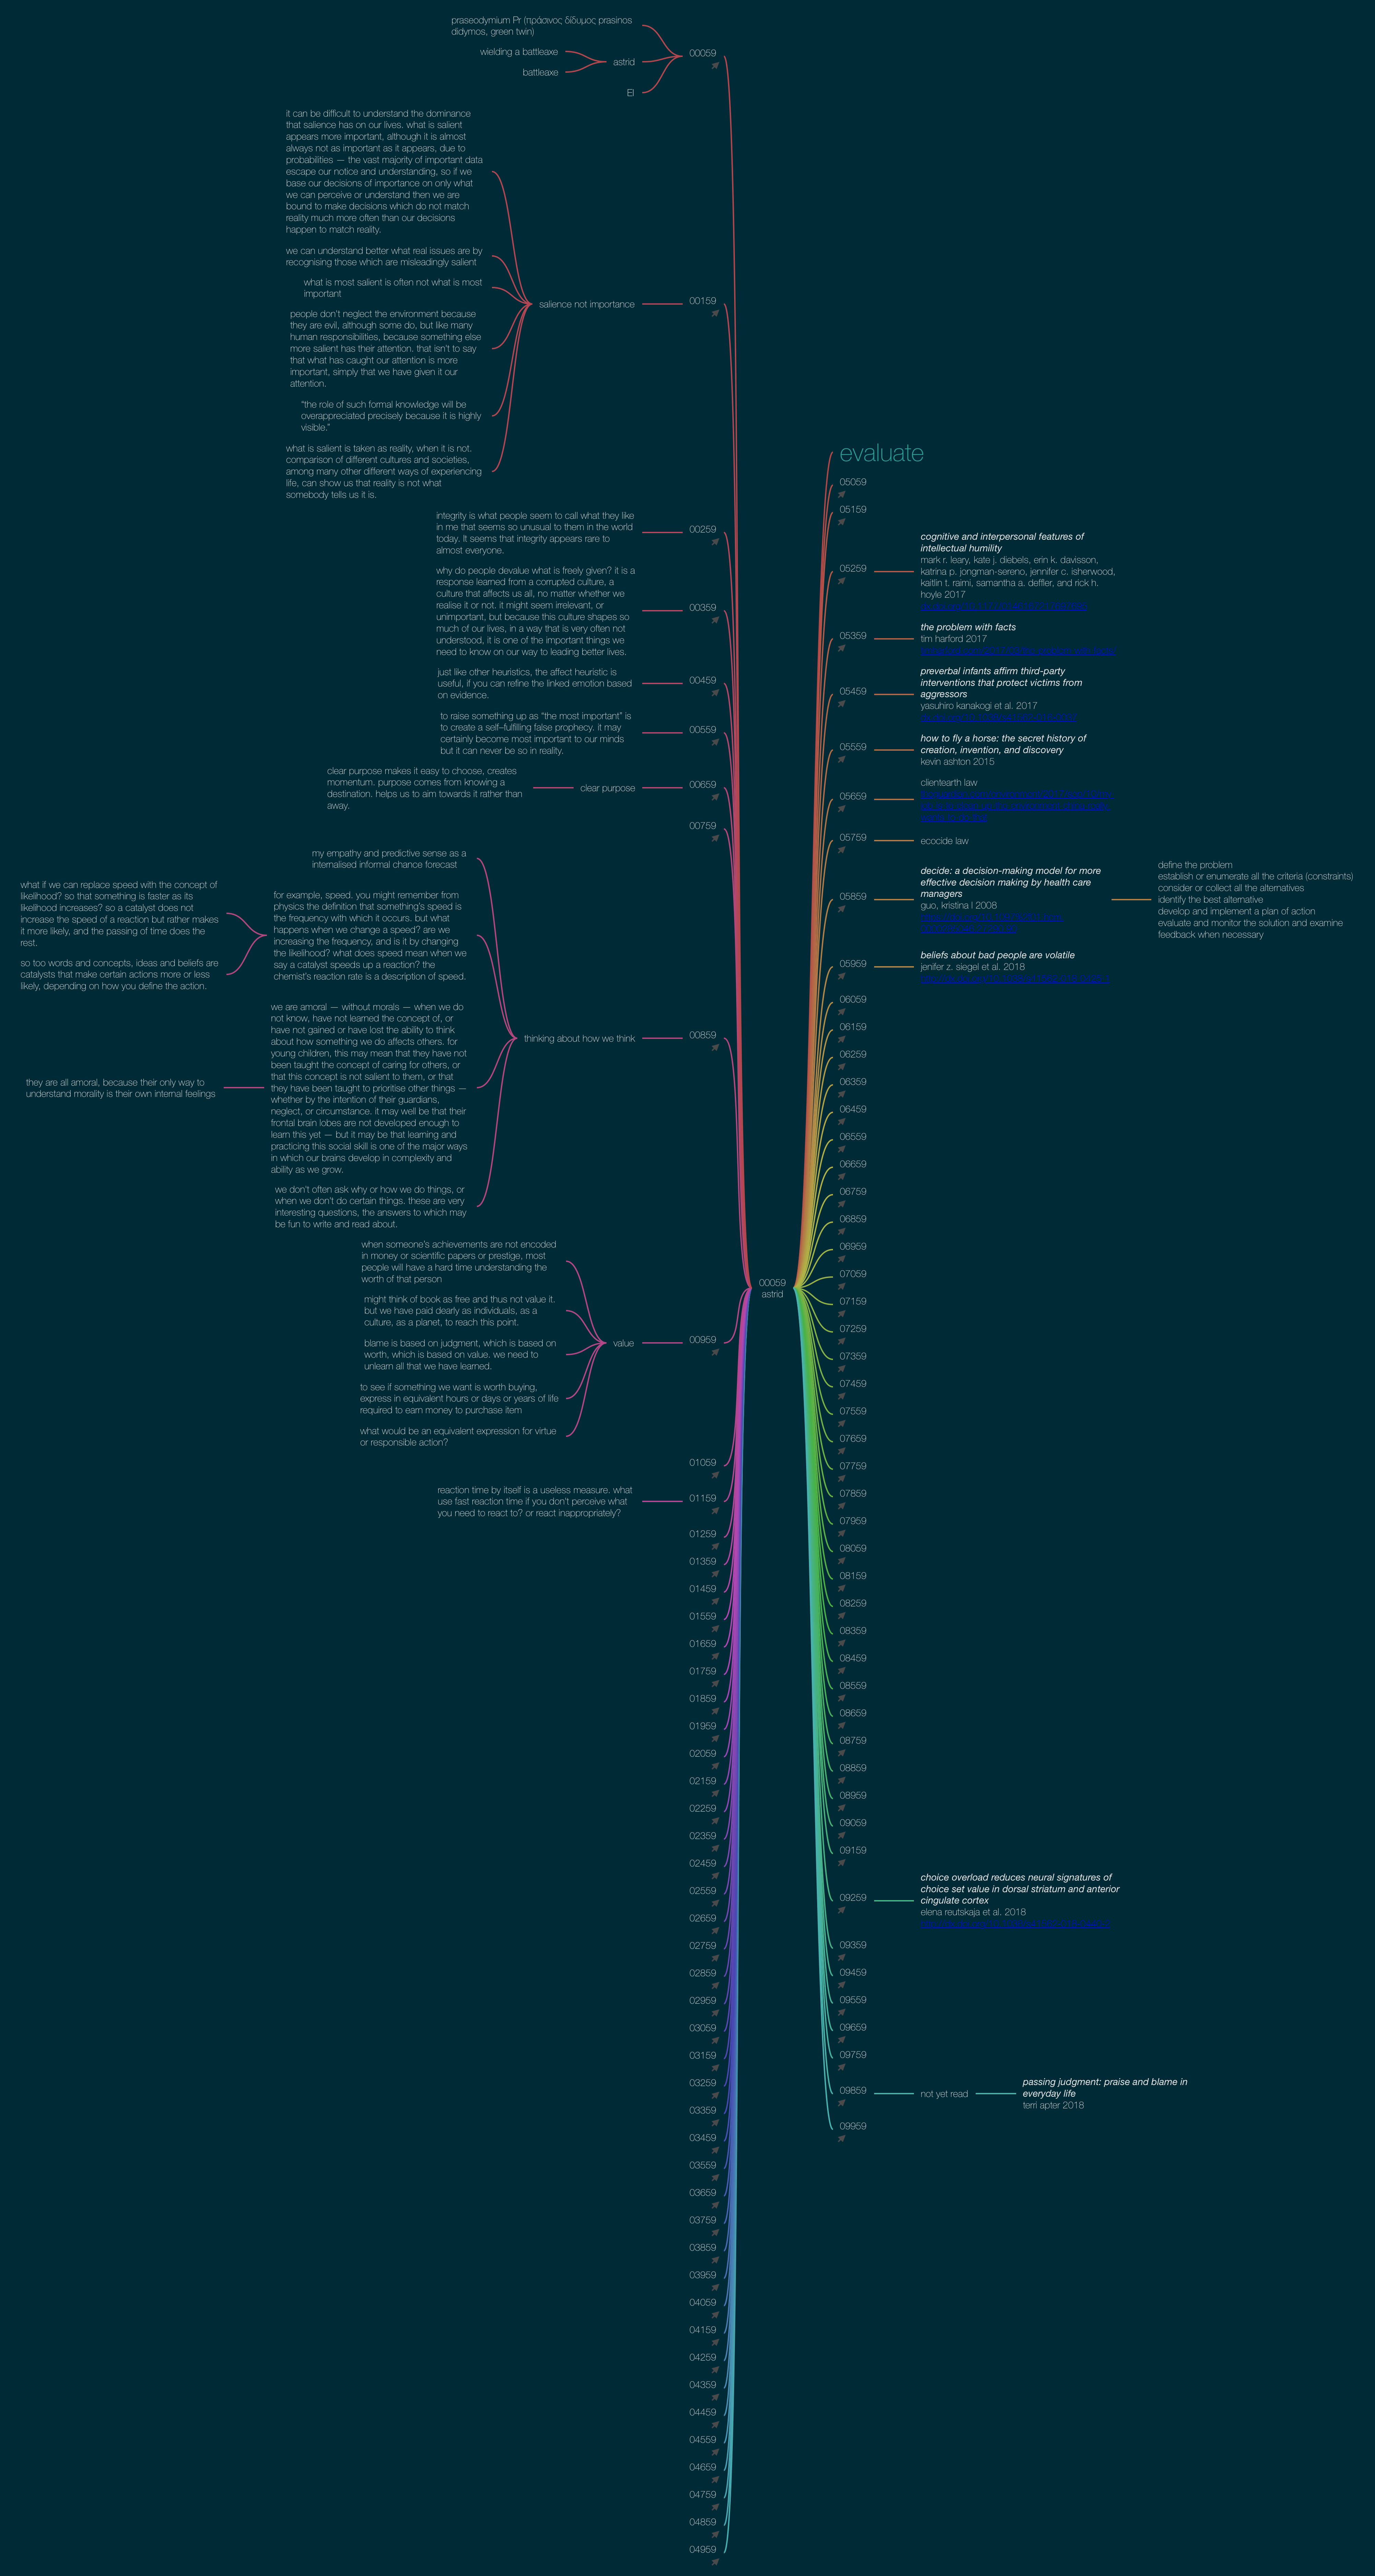 praseodymium Pr (πράσινος δίδυμος prasinos
didymos, green twin)
wielding a battleaxe
battleaxe
astrid
EI
00059
it can be difficult to understand the dominance
that salience has on our lives. what is salient
appears more important, although it is almost
always not as important as it appears, due to
probabilities — the vast majority of important data
escape our notice and understanding, so if we
base our decisions of importance on only what
we can perceive or understand then we are
bound to make decisions which do not match
reality much more often than our decisions
happen to match reality.
we can understand better what real issues are by
recognising those which are misleadingly salient
what is most salient is often not what is most
important
people don't neglect the environment because
they are evil, although some do, but like many
human responsibilities, because something else
more salient has their attention. that isn't to say
that what has caught our attention is more
important, simply that we have given it our
attention.
"the role of such formal knowledge will be
overappreciated precisely because it is highly
visible."
what is salient is taken as reality, when it is not.
comparison of different cultures and societies,
among many other different ways of experiencing
life, can show us that reality is not what
somebody tells us it is.
salience not importance
00159
integrity is what people seem to call what they like
in me that seems so unusual to them in the world
today. It seems that integrity appears rare to
almost everyone.
00259
why do people devalue what is freely given? it is a
response learned from a corrupted culture, a
culture that affects us all, no matter whether we
realise it or not. it might seem irrelevant, or
unimportant, but because this culture shapes so
much of our lives, in a way that is very often not
understood, it is one of the important things we
need to know on our way to leading better lives.
00359
just like other heuristics, the affect heuristic is
useful, if you can refine the linked emotion based
on evidence.
00459
to raise something up as “the most important” is
to create a self–fulfilling false prophecy. it may
certainly become most important to our minds
but it can never be so in reality.
00559
clear purpose makes it easy to choose, creates
momentum. purpose comes from knowing a
destination. helps us to aim towards it rather than
away.
clear purpose
00659
00759
my empathy and predictive sense as a
internalised informal chance forecast
what if we can replace speed with the concept of
likelihood? so that something is faster as its
likelihood increases? so a catalyst does not
increase the speed of a reaction but rather makes
it more likely, and the passing of time does the
rest.
so too words and concepts, ideas and beliefs are
catalysts that make certain actions more or less
likely, depending on how you define the action.
for example, speed. you might remember from
physics the definition that something's speed is
the frequency with which it occurs. but what
happens when we change a speed? are we
increasing the frequency, and is it by changing
the likelihood? what does speed mean when we
say a catalyst speeds up a reaction? the
chemist's reaction rate is a description of speed.
they are all amoral, because their only way to
understand morality is their own internal feelings
we are amoral — without morals — when we do
not know, have not learned the concept of, or
have not gained or have lost the ability to think
about how something we do affects others. for
young children, this may mean that they have not
been taught the concept of caring for others, or
that this concept is not salient to them, or that
they have been taught to prioritise other things —
whether by the intention of their guardians,
neglect, or circumstance. it may well be that their
frontal brain lobes are not developed enough to
learn this yet — but it may be that learning and
practicing this social skill is one of the major ways
in which our brains develop in complexity and
ability as we grow.
we don't often ask why or how we do things, or
when we don't do certain things. these are very
interesting questions, the answers to which may
be fun to write and read about.
thinking about how we think
00859
when someone's achievements are not encoded
in money or scientific papers or prestige, most
people will have a hard time understanding the
worth of that person
might think of book as free and thus not value it.
but we have paid dearly as individuals, as a
culture, as a planet, to reach this point.
blame is based on judgment, which is based on
worth, which is based on value. we need to
unlearn all that we have learned.
to see if something we want is worth buying,
express in equivalent hours or days or years of life
required to earn money to purchase item
what would be an equivalent expression for virtue
or responsible action?
value
00959
01059
reaction time by itself is a useless measure. what
use fast reaction time if you don't perceive what
you need to react to? or react inappropriately?
01159
01259
01359
01459
01559
01659
01759
01859
01959
02059
02159
02259
02359
02459
02559
02659
02759
02859
02959
03059
03159
03259
03359
03459
03559
03659
03759
03859
03959
04059
04159
04259
04359
04459
04559
04659
04759
04859
04959
00059
astrid
evaluate
05059
05159
05259
cognitive and interpersonal features of
intellectual humility
mark r. leary, kate j. diebels, erin k. davisson,
katrina p. jongman-sereno, jennifer c. isherwood,
kaitlin t. raimi, samantha a. deffler, and rick h.
hoyle 2017
05359
the problem with facts
tim harford 2017
05459
preverbal infants affirm third-party
interventions that protect victims from
aggressors
yasuhiro kanakogi et al. 2017
05559
how to fly a horse: the secret history of
creation, invention, and discovery
kevin ashton 2015
05659
clientearth law
05759
ecocide law
05859
decide: a decision-making model for more
effective decision making by health care
managers
guo, kristina l 2008
define the problem
establish or enumerate all the criteria (constraints)
consider or collect all the alternatives
identify the best alternative
develop and implement a plan of action
evaluate and monitor the solution and examine
feedback when necessary
05959
beliefs about bad people are volatile
jenifer z. siegel et al. 2018
06059
06159
06259
06359
06459
06559
06659
06759
06859
06959
07059
07159
07259
07359
07459
07559
07659
07759
07859
07959
08059
08159
08259
08359
08459
08559
08659
08759
08859
08959
09059
09159
09259
choice overload reduces neural signatures of
choice set value in dorsal striatum and anterior
cingulate cortex
elena reutskaja et al. 2018
09359
09459
09559
09659
09759
09859
not yet read
passing judgment: praise and blame in
everyday life
terri apter 2018
09959